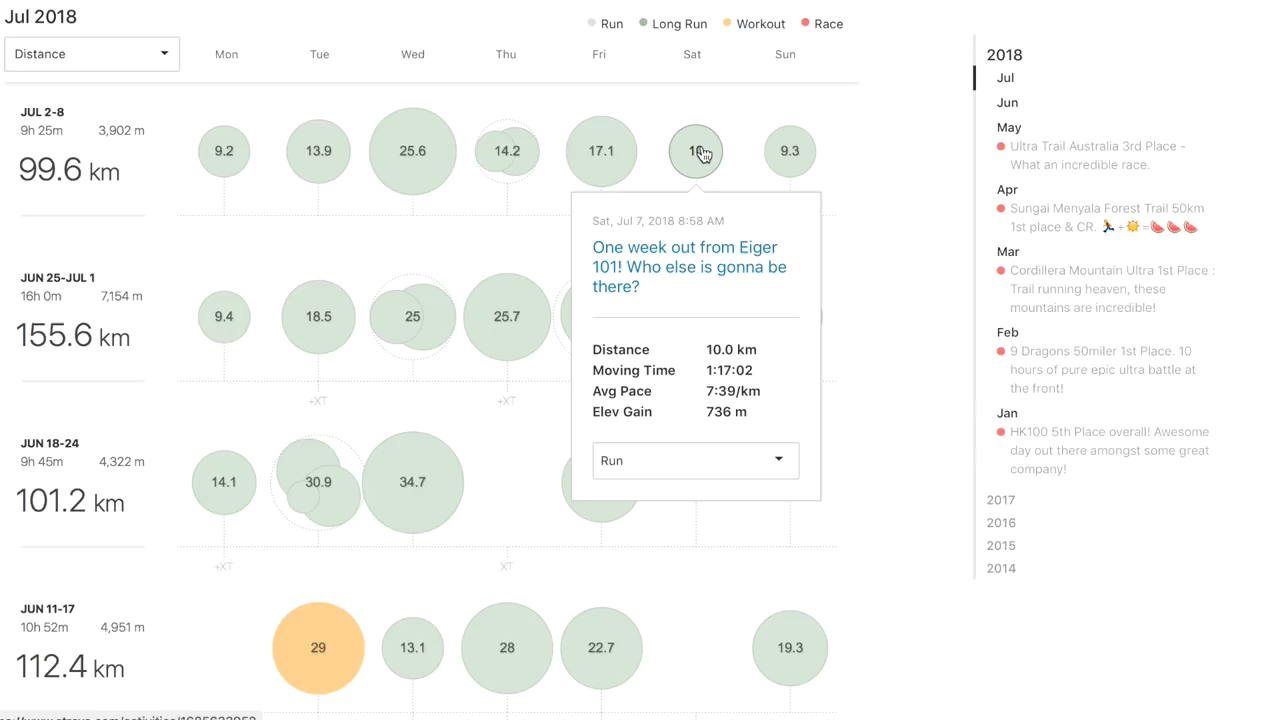 Jul 2018
Run Long Run Workout Race
Distance
Mon Tue Wed Thu Fri Sat Sun
JUL 2-8
9h 25m 3,902 m
99.6 km
9.2 13.9 25.6 14.2 17.1 9.3
Sat, Jul 7, 2018 8:58 AM
One week out from Eiger
101! Who else is gonna be
there?
Distance 10.0 km
Moving Time 1:17:02
Avg Pace 7:39/km
Elev Gain 736 m
Run
JUN 25-JUL 1
16h 0m 7,154 m
155.6 km
9.4 18.5 25 25.7
+XT +XT
JUN 18-24
9h 45m 4,322 m
101.2 km
14.1 30.9 34.7
+XT XT
JUN 11-17
10h 52m 4,951 m
112.4 km
29 13.1 28 22.7 19.3
2018
Jul
Jun
May
Ultra Trail Australia 3rd Place -
What an incredible race.
Apr
Sungai Menyala Forest Trail 50km
1st place & CR. 🏃+☀️=🍉🍉🍉
Mar
Cordillera Mountain Ultra 1st Place :
Trail running heaven, these
mountains are incredible!
Feb
9 Dragons 50miler 1st Place. 10
hours of pure epic ultra battle at
the front!
Jan
HK100 5th Place overall! Awesome
day out there amongst some great
company!
2017
2016
2015
2014